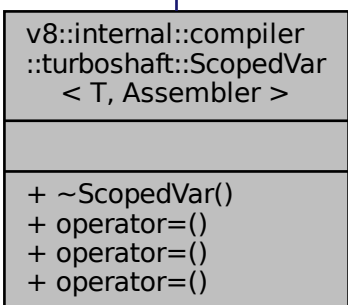 v8::internal::compiler
::turboshaft::ScopedVar
< T, Assembler >
+ ~ScopedVar()
+ operator=()
+ operator=()
+ operator=()